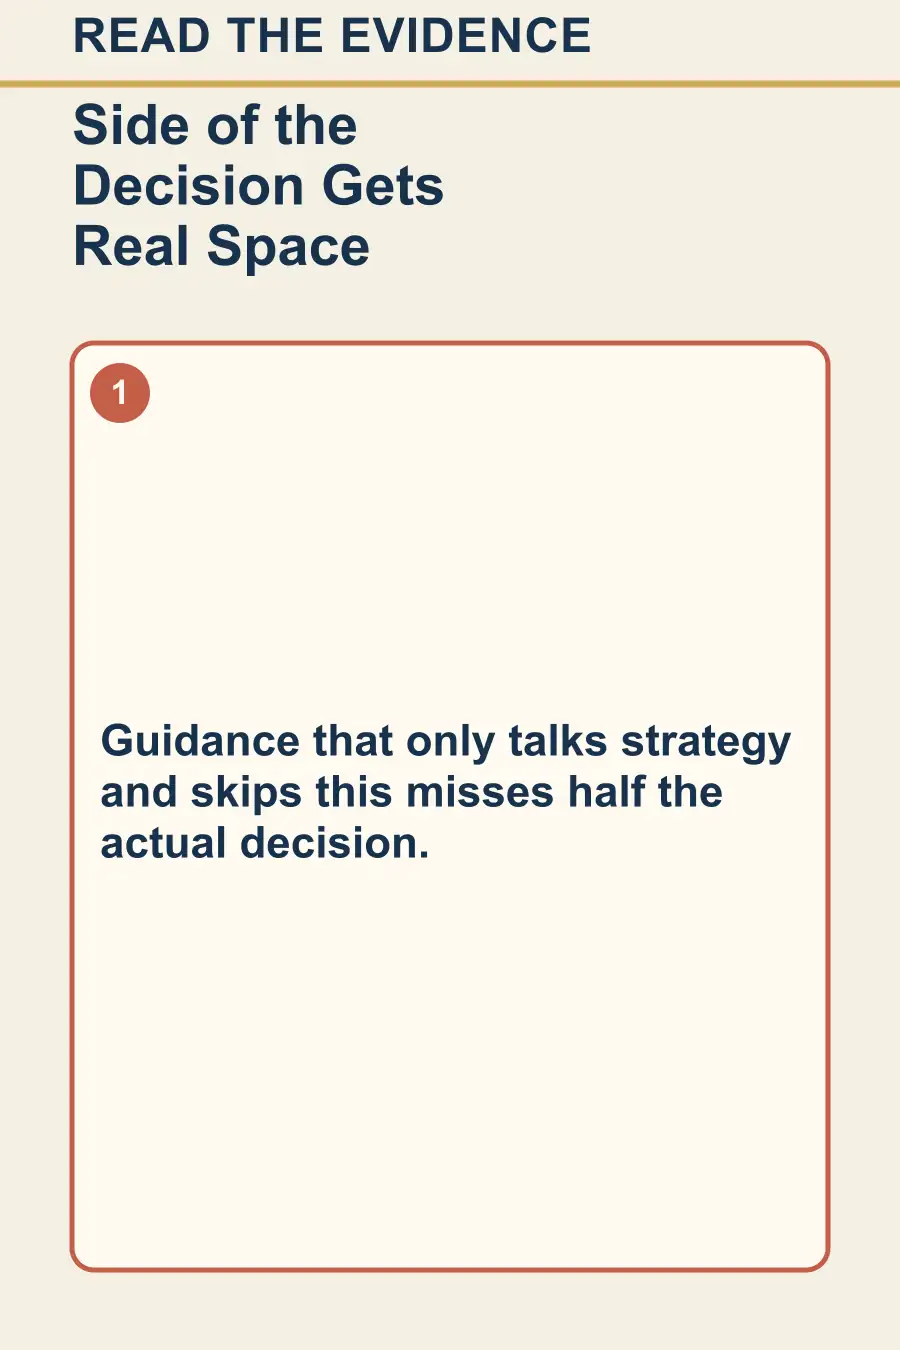 READ THE EVIDENCE
Side of the
Decision Gets
Real Space
1
Guidance that only talks strategy
and skips this misses half the
actual decision.